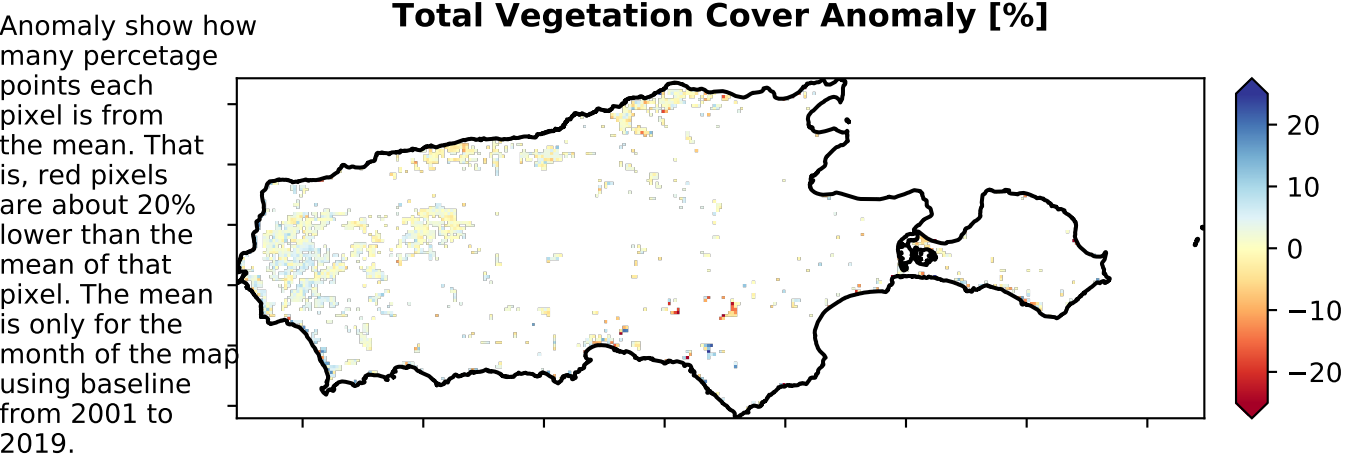 Total Vegetation Cover Anomaly [%]
Anomaly show how
many percetage
points each
pixel is from
the mean. That
is, red pixels
are about 20%
lower than the
mean of that
pixel. The mean
is only for the
month of the map
using baseline
from 2001 to
2019.
20
10
0
−10
−20